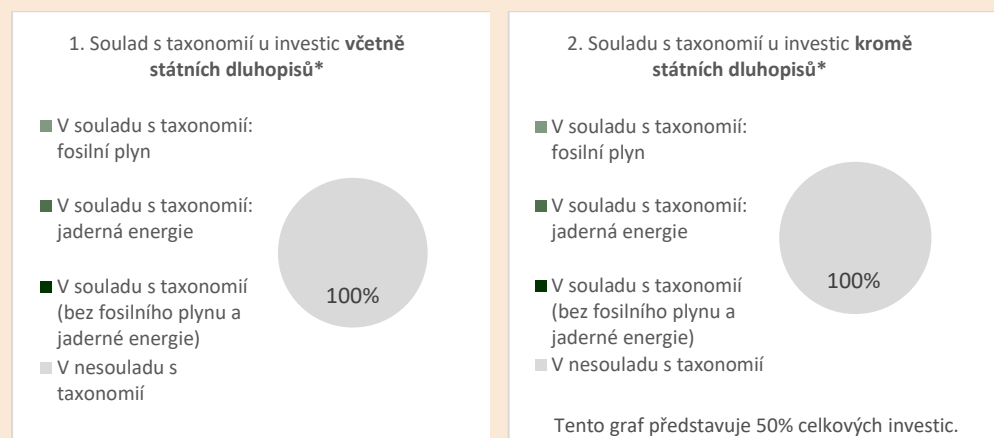 1. Soulad s taxonomií u investic včetně
státních dluhopisů*
V souladu s taxonomií:
fosilní plyn
V souladu s taxonomií:
jaderná energie
V souladu s taxonomií
(bez fosilního plynu a
jaderné energie)
V nesouladu s
taxonomií
100%
2. Souladu s taxonomií u investic kromě
státních dluhopisů*
V souladu s taxonomií:
fosilní plyn
V souladu s taxonomií:
jaderná energie
V souladu s taxonomií
(bez fosilního plynu a
jaderné energie)
V nesouladu s taxonomií
100%
Tento graf představuje 50% celkových investic.